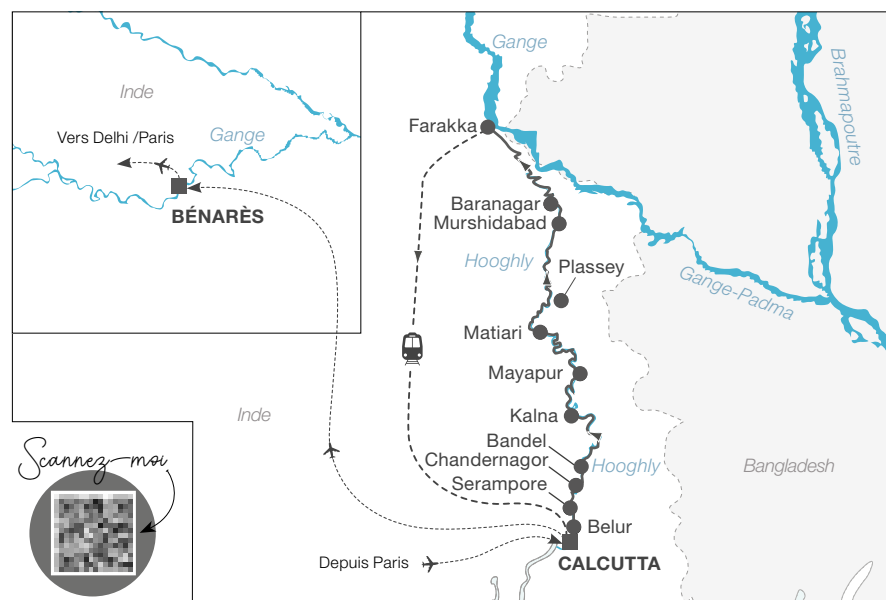 Gange
Brahmapoutre
Inde
Vers Delhi /Paris
Gange
Farakka
BÉNARÈS
Baranagar
Murshidabad
Hooghly
Plassey
Gange-Padma
Matiari
Mayapur
Inde
Kalna
Scannez-moi
Bandel
Hooghly
Bangladesh
Chandernagor
Serampore
Belur
Depuis Paris
CALCUTTA